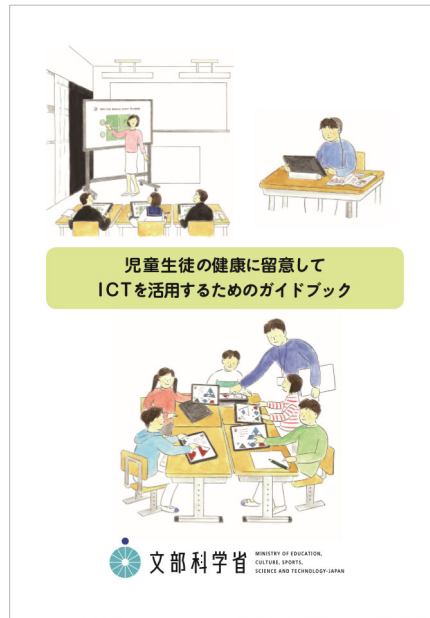 児童生徒の健康に留意して
ICTを活用するためのガイドブック
文部科学省
MINISTRY OF EDUCATION,
CULTURE, SPORTS,
SCIENCE AND TECHNOLOGY-JAPAN